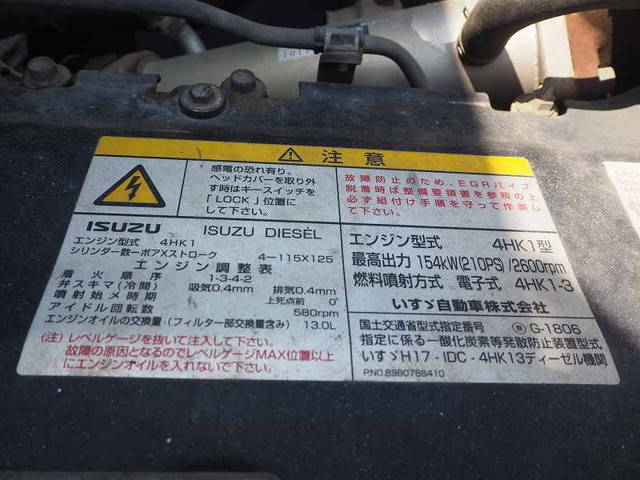 注意
感電の恐れ有り。
ヘッドカバーを取り外
す時はキースイッチを
「LOCK」位置に
して下さい。
故障防止のため、EGRパイプ
脱着時は整備要領書を参照の上
必ず組付け手順を守って作業
して下さい。
ISUZU ISUZU DIESEL
エンジン型式 4HK1
シリンダー数ーボアXストローク 4-115X125
エンジン調整表
着火順序 1-3-4-2
弁スキマ(冷間) 吸気0.4mm 排気0.4mm
噴射始メ時期 上死点前 0°
アイドル回転数 580rpm
エンジンオイルの交換量(フィルター部交換含み) 13.0L
(注)レベルゲージを抜いて注入して下さい。
故障の原因となるのでレベルゲージMAX位置以上
にエンジンオイルを入れないで下さい。
エンジン型式 4HK1型
最高出力 154kW(210PS)/2600rpm
燃料噴射方式 電子式 4HK1-3
いすゞ自動車株式会社
国土交通省型式指定番号 G-1806
指定に係る一酸化炭素等発散防止装置型式
いすゞH17-IDC-4HK13ディーゼル機関
P.NO.8980788410